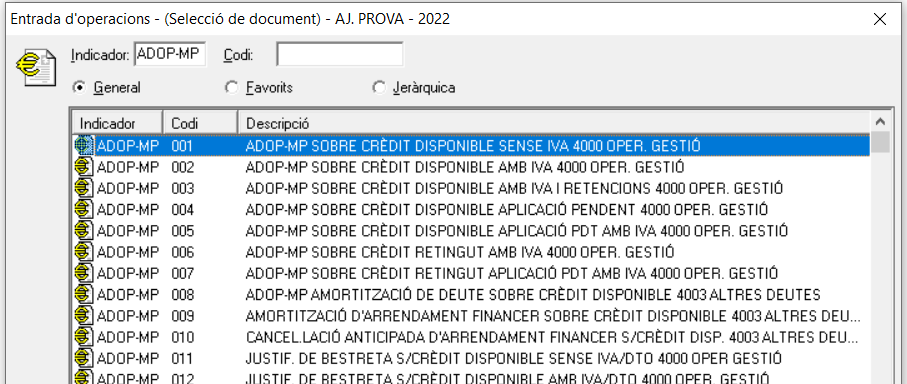 Entrada d'operacions - (Selecció de document) - AJ. PROVA - 2022
Indicador: ADOP-MP Codi:
General Favorits Jeràrquica
Indicador Codi Descripció
ADOP-MP 001 ADOP-MP SOBRE CRÈDIT DISPONIBLE SENSE IVA 4000 OPER. GESTIÓ
ADOP-MP 002 ADOP-MP SOBRE CRÈDIT DISPONIBLE AMB IVA 4000 OPER. GESTIÓ
ADOP-MP 003 ADOP-MP SOBRE CRÈDIT DISPONIBLE AMB IVA I RETENCIONS 4000 OPER. GESTIÓ
ADOP-MP 004 ADOP-MP SOBRE CRÈDIT DISPONIBLE APLICACIÓ PENDENT 4000 OPER. GESTIÓ
ADOP-MP 005 ADOP-MP SOBRE CRÈDIT DISPONIBLE APLICACIÓ PDT AMB IVA 4000 OPER. GESTIÓ
ADOP-MP 006 ADOP-MP SOBRE CRÈDIT RETINGUT AMB IVA 4000 OPER. GESTIÓ
ADOP-MP 007 ADOP-MP SOBRE CRÈDIT RETINGUT APLICACIÓ PDT AMB IVA 4000 OPER. GESTIÓ
ADOP-MP 008 ADOP-MP AMORTITZACIÓ DE DEUTE SOBRE CRÈDIT DISPONIBLE 4003 ALTRES DEUTES
ADOP-MP 009 AMORTITZACIÓ D'ARRENDAMENT FINANCER SOBRE CRÈDIT DISPONIBLE 4003 ALTRES DEU...
ADOP-MP 010 CANCEL.LACIÓ ANTICIPADA D'ARRENDAMENT FINANCER S/CRÈDIT DISP. 4003 ALTRES DEU...
ADOP-MP 011 JUSTIF. DE BESTRETA S/CRÈDIT DISPONIBLE SENSE IVA/DTO 4000 OPER GESTIÓ
ADOP-MP 012 JUSTIF. DE BESTRETA S/CRÈDIT DISPONIBLE AMB IVA/DTO 4000 OPER. GESTIÓ